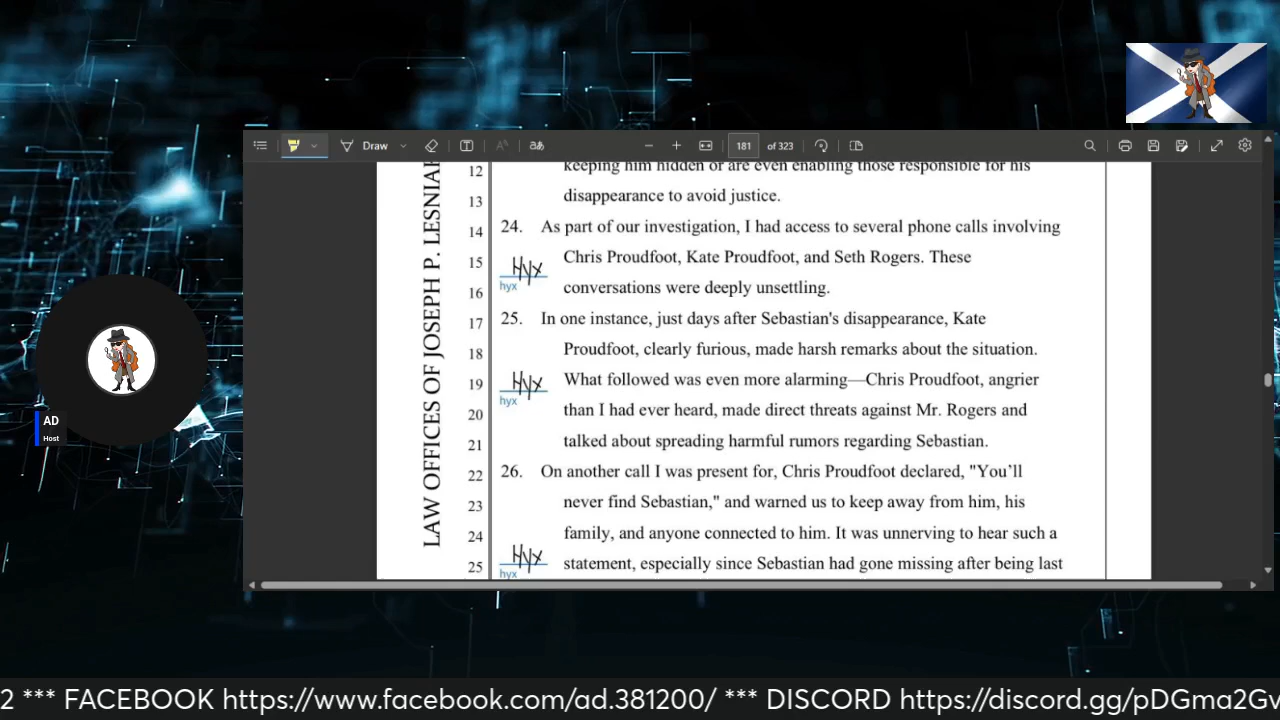 Draw
181 of 323
LAW OFFICES OF JOSEPH P. LESNIAK
12 keeping him hidden or are even enabling those responsible for his
13 disappearance to avoid justice.
14 24. As part of our investigation, I had access to several phone calls involving
15 Chris Proudfoot, Kate Proudfoot, and Seth Rogers. These
Hyx
hyx
16 conversations were deeply unsettling.
17 25. In one instance, just days after Sebastian's disappearance, Kate
18 Proudfoot, clearly furious, made harsh remarks about the situation.
19 What followed was even more alarming—Chris Proudfoot, angrier
Hyx
hyx
20 than I had ever heard, made direct threats against Mr. Rogers and
21 talked about spreading harmful rumors regarding Sebastian.
22 26. On another call I was present for, Chris Proudfoot declared, "You’ll
23 never find Sebastian," and warned us to keep away from him, his
24 family, and anyone connected to him. It was unnerving to hear such a
Hyx
hyx
25 statement, especially since Sebastian had gone missing after being last
AD
Host
2 *** FACEBOOK https://www.facebook.com/ad.381200/ *** DISCORD https://discord.gg/pDGma2Gv